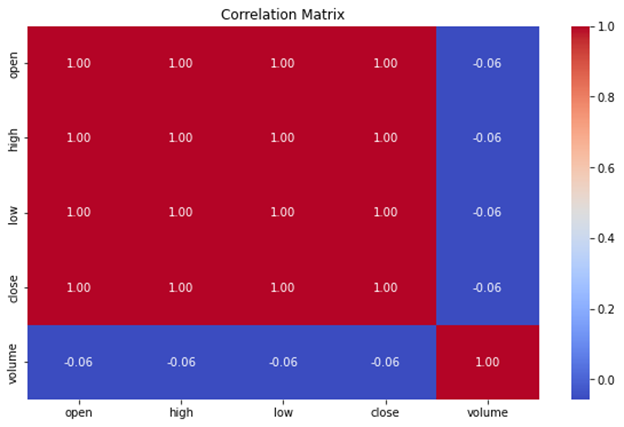 Correlation Matrix
open 1.00 1.00 1.00 1.00 -0.06
high 1.00 1.00 1.00 1.00 -0.06
low 1.00 1.00 1.00 1.00 -0.06
close 1.00 1.00 1.00 1.00 -0.06
volume -0.06 -0.06 -0.06 -0.06 1.00
open high low close volume
1.0
0.8
0.6
0.4
0.2
0.0